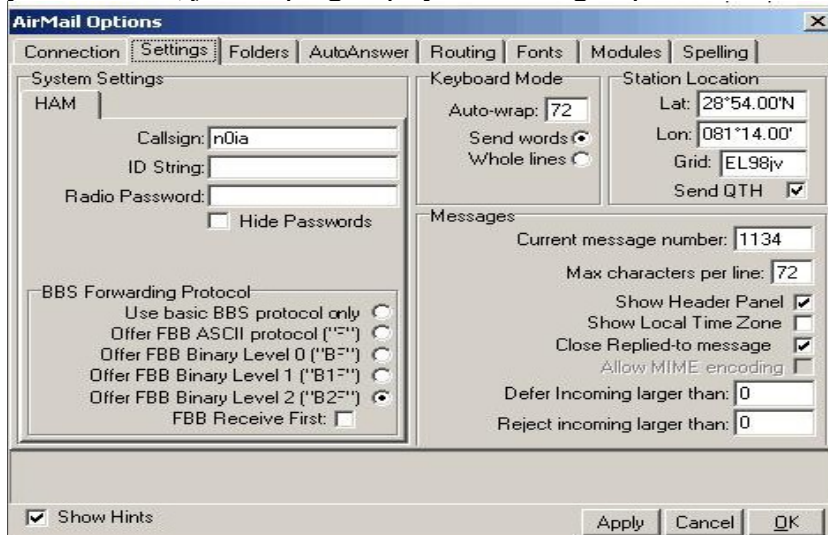 AirMail Options
Connection Settings Folders AutoAnswer Routing Fonts Modules Spelling
System Settings
HAM
Callsign: n0ia
ID String:
Radio Password:
Hide Passwords
BBS Forwarding Protocol
Use basic BBS protocol only
Offer FBB ASCII protocol ("F")
Offer FBB Binary Level 0 ("BF")
Offer FBB Binary Level 1 ("B1F")
Offer FBB Binary Level 2 ("B2F")
FBB Receive First:
Keyboard Mode
Auto-wrap: 72
Send words
Whole lines
Station Location
Lat: 28°54.00'N
Lon: 081°14.00'
Grid: EL98jv
Send QTH
Messages
Current message number: 1134
Max characters per line: 72
Show Header Panel
Show Local Time Zone
Close Replied-to message
Allow MIME encoding
Defer Incoming larger than: 0
Reject incoming larger than: 0
Show Hints
Apply Cancel OK